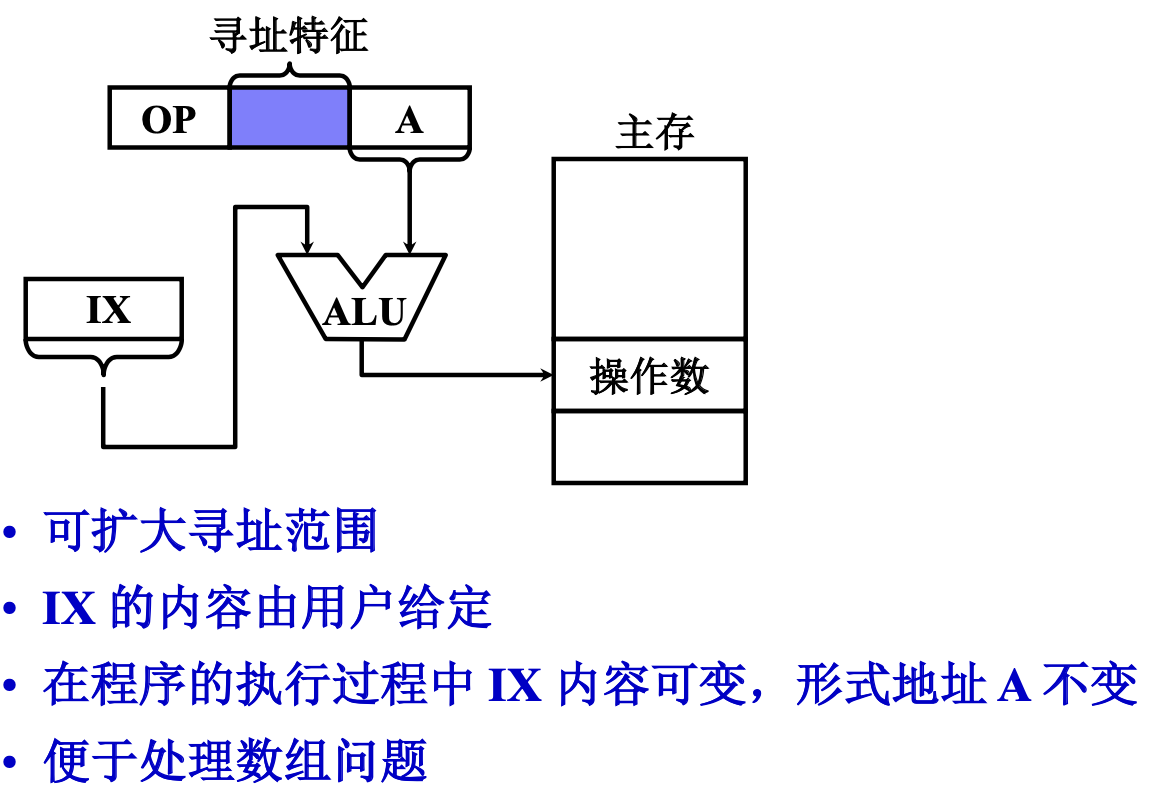 寻址特征
OP A
主存
IX
ALU
操作数
• 可扩大寻址范围
• IX 的内容由用户给定
• 在程序的执行过程中 IX 内容可变，形式地址 A 不变
• 便于处理数组问题